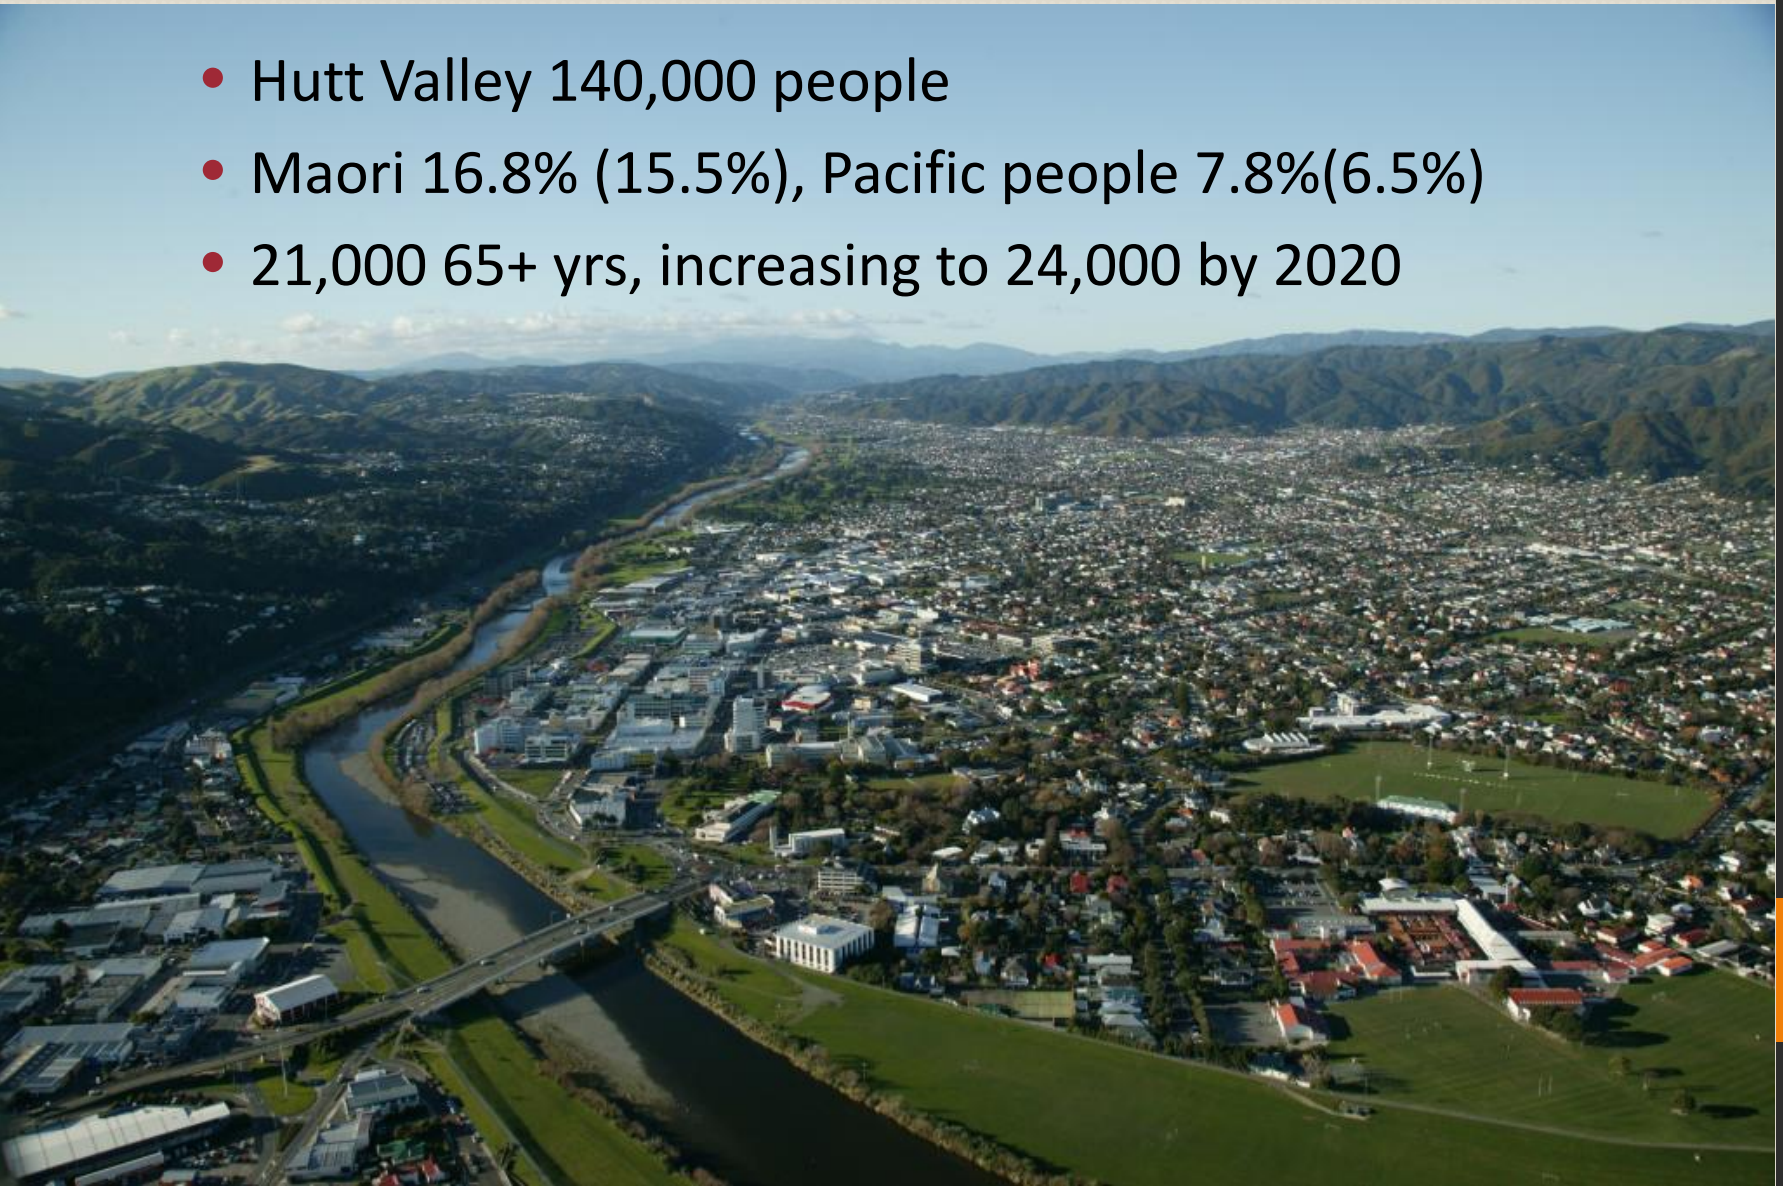 • Hutt Valley 140,000 people
• Maori 16.8% (15.5%), Pacific people 7.8%(6.5%)
• 21,000 65+ yrs, increasing to 24,000 by 2020